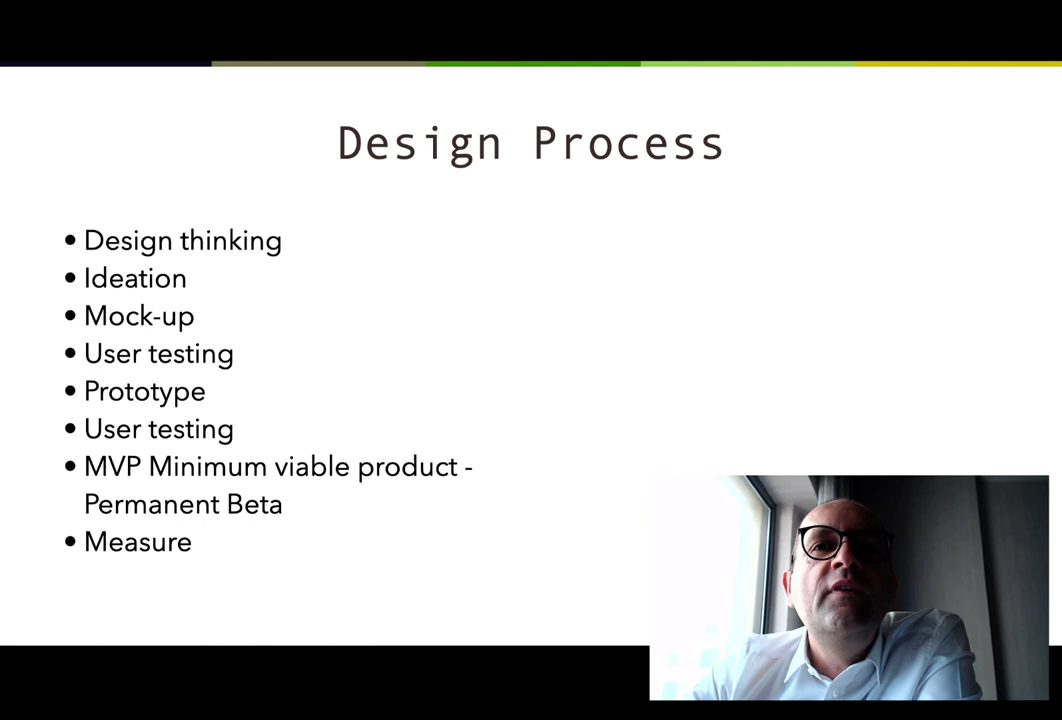 Design Process
• Design thinking
• Ideation
• Mock-up
• User testing
• Prototype
• User testing
• MVP Minimum viable product -
Permanent Beta
• Measure